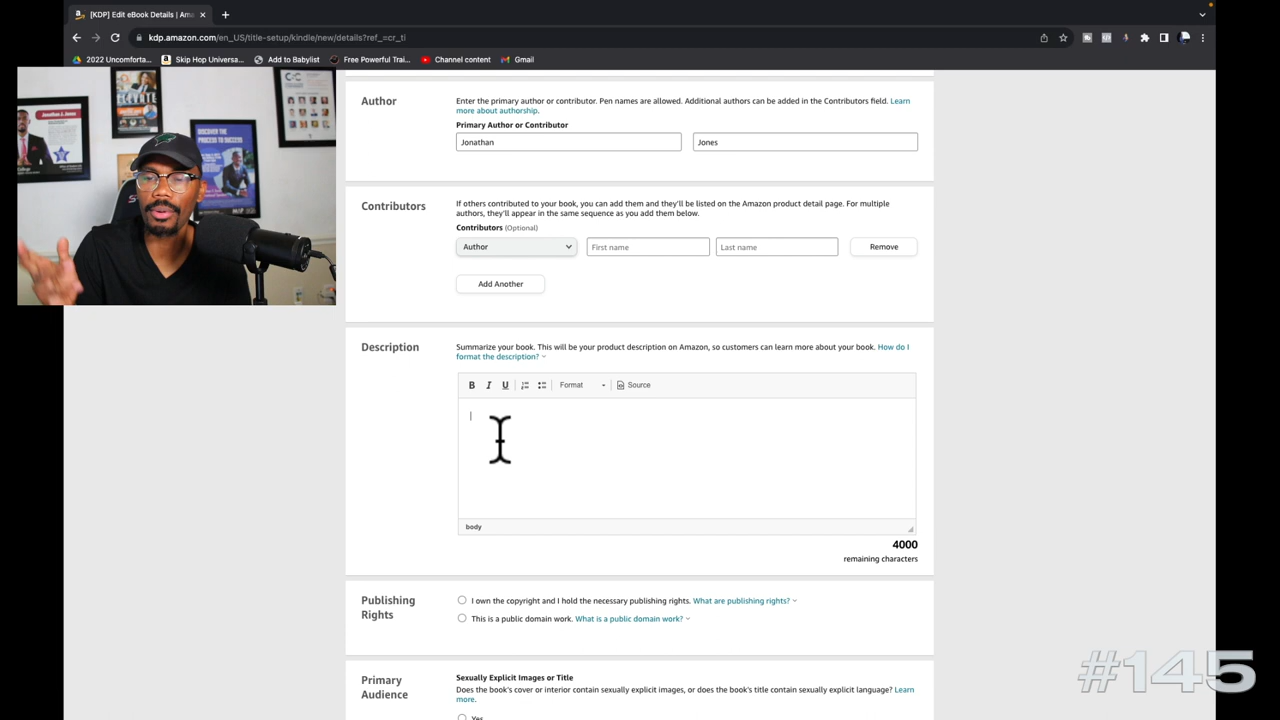 [KDP] Edit eBook Details | Ama
kdp.amazon.com/en_US/title-setup/kindle/new/details?ref_=cr_ti
2022 Uncomforta...
Skip Hop Universa...
Add to Babylist
Free Powerful Trai...
Channel content
Gmail
Author
Enter the primary author or contributor. Pen names are allowed. Additional authors can be added in the Contributors field. Learn
more about authorship.
Primary Author or Contributor
Jonathan
Jones
Contributors
If others contributed to your book, you can add them and they'll be listed on the Amazon product detail page. For multiple
authors, they'll appear in the same sequence as you add them below.
Contributors (Optional)
Author
First name
Last name
Remove
Add Another
Description
Summarize your book. This will be your product description on Amazon, so customers can learn more about your book. How do I
format the description?
B I U
Format
Source
body
4000
remaining characters
Publishing
Rights
I own the copyright and I hold the necessary publishing rights. What are publishing rights?
This is a public domain work. What is a public domain work?
Primary
Audience
Sexually Explicit Images or Title
Does the book's cover or interior contain sexually explicit images, or does the book's title contain sexually explicit language? Learn
more.
Yes
#145
DISCOVER THE
PROCESS TO
SUCCESS